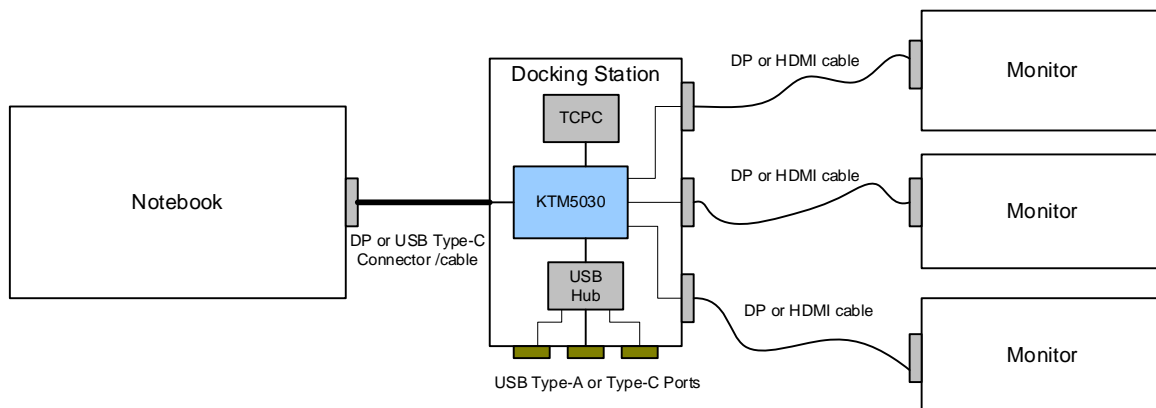 Notebook
DP or USB Type-C
Connector /cable
Docking Station
TCPC
KTM5030
USB
Hub
USB Type-A or Type-C Ports
DP or HDMI cable
Monitor
DP or HDMI cable
Monitor
DP or HDMI cable
Monitor